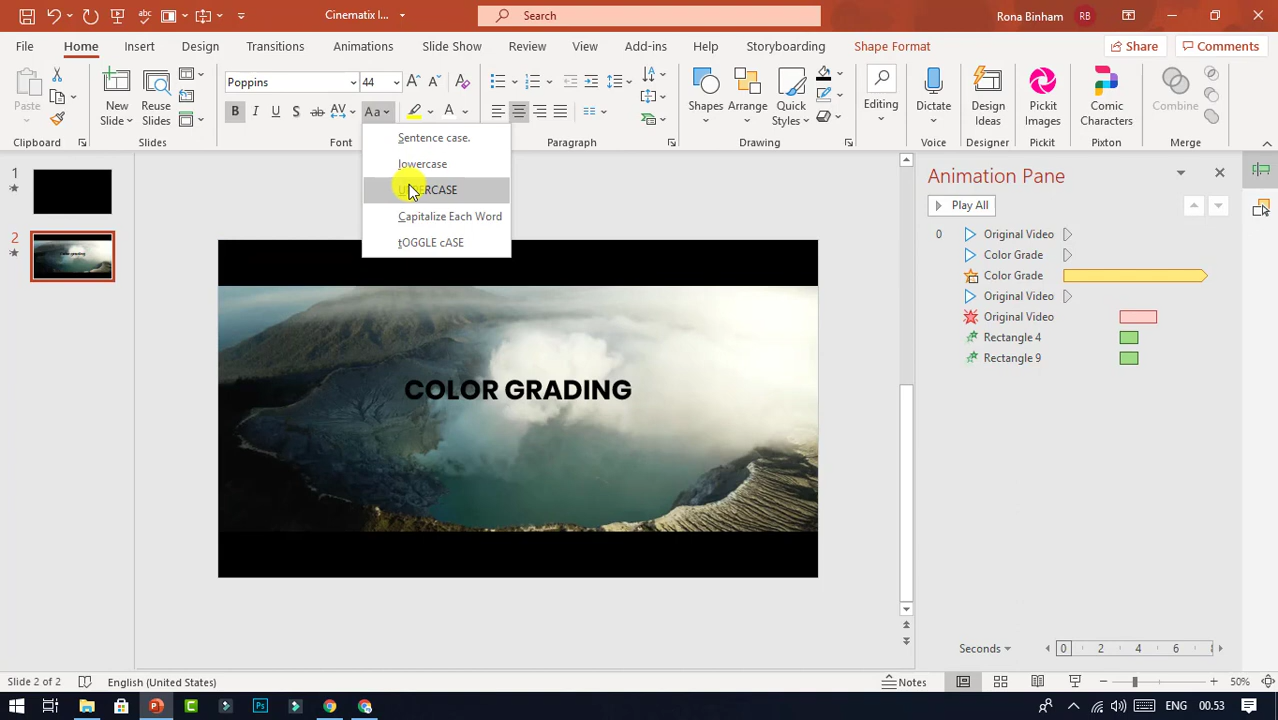 Cinematix I...
Search
Rona Binham
RB
File
Home
Insert
Design
Transitions
Animations
Slide Show
Review
View
Add-ins
Help
Storyboarding
Shape Format
Share
Comments
Paste
New Slide
Reuse Slides
Poppins
44
B I U S ab AV
Aa
A
Shapes
Arrange
Quick Styles
Editing
Dictate
Design Ideas
Pickit Images
Comic Characters
Combine
Clipboard
Slides
Font
Paragraph
Drawing
Voice
Designer
Pickit
Pixton
Merge
Sentence case.
lowercase
UPPERCASE
Capitalize Each Word
tOGGLE cASE
1
2
COLOR GRADING
Animation Pane
Play All
0 Original Video
Color Grade
Color Grade
Original Video
Original Video
Rectangle 4
Rectangle 9
Seconds
0 2 4 6
Slide 2 of 2
English (United States)
Notes
50%
ENG
00.53